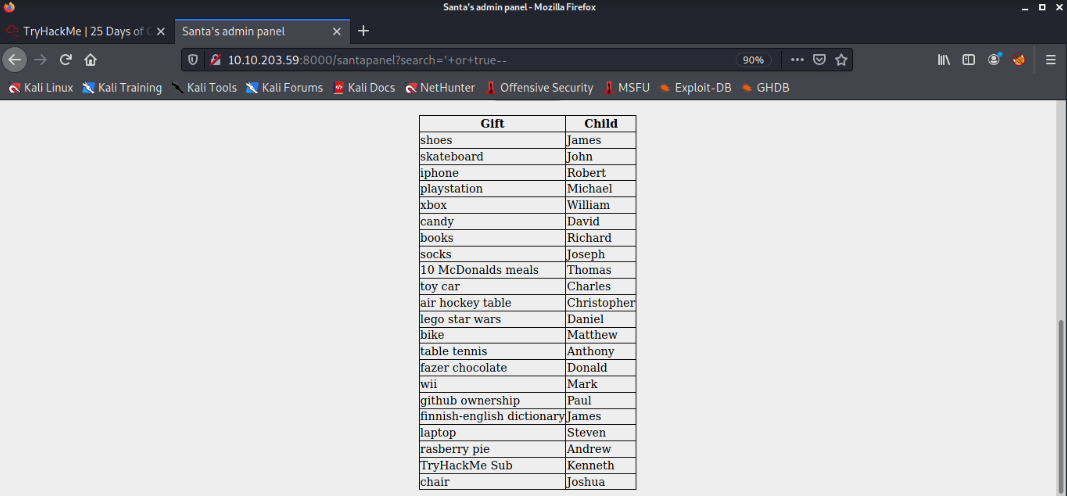 Santa's admin panel - Mozilla Firefox
TryHackMe | 25 Days of C Santa's admin panel
10.10.203.59:8000/santapanel?search='+or+true-- 90%
Kali Linux Kali Training Kali Tools Kali Forums Kali Docs NetHunter Offensive Security MSFU Exploit-DB GHDB
Gift Child
shoes James
skateboard John
iphone Robert
playstation Michael
xbox William
candy David
books Richard
socks Joseph
10 McDonalds meals Thomas
toy car Charles
air hockey table Christopher
lego star wars Daniel
bike Matthew
table tennis Anthony
fazer chocolate Donald
wii Mark
github ownership Paul
finnish-english dictionary James
laptop Steven
rasberry pie Andrew
TryHackMe Sub Kenneth
chair Joshua